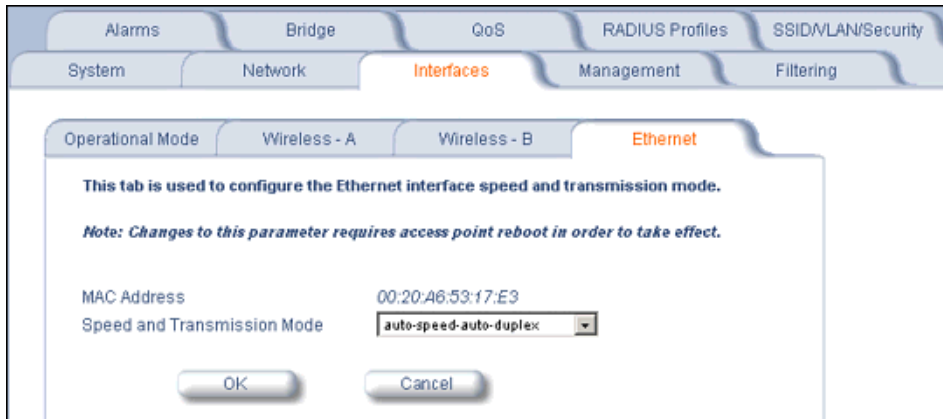 Alarms Bridge QoS RADIUS Profiles SSID/VLAN/Security
System Network Interfaces Management Filtering
Operational Mode Wireless - A Wireless - B Ethernet
This tab is used to configure the Ethernet interface speed and transmission mode.
Note: Changes to this parameter requires access point reboot in order to take effect.
MAC Address 00:20:A6:53:17:E3
Speed and Transmission Mode auto-speed-auto-duplex
OK Cancel